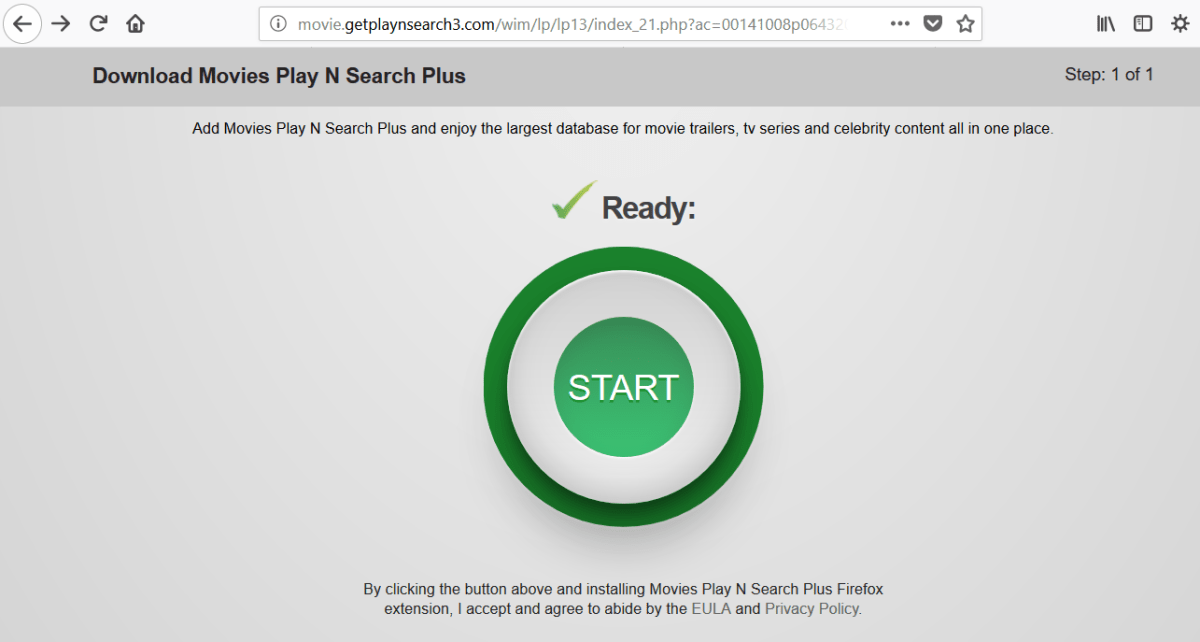 movie.getplaynsearch3.com/wim/lp/lp13/index_21.php?ac=00141008p0643
Download Movies Play N Search Plus
Step: 1 of 1
Add Movies Play N Search Plus and enjoy the largest database for movie trailers, tv series and celebrity content all in one place.
Ready:
START
By clicking the button above and installing Movies Play N Search Plus Firefox
extension, I accept and agree to abide by the EULA and Privacy Policy.